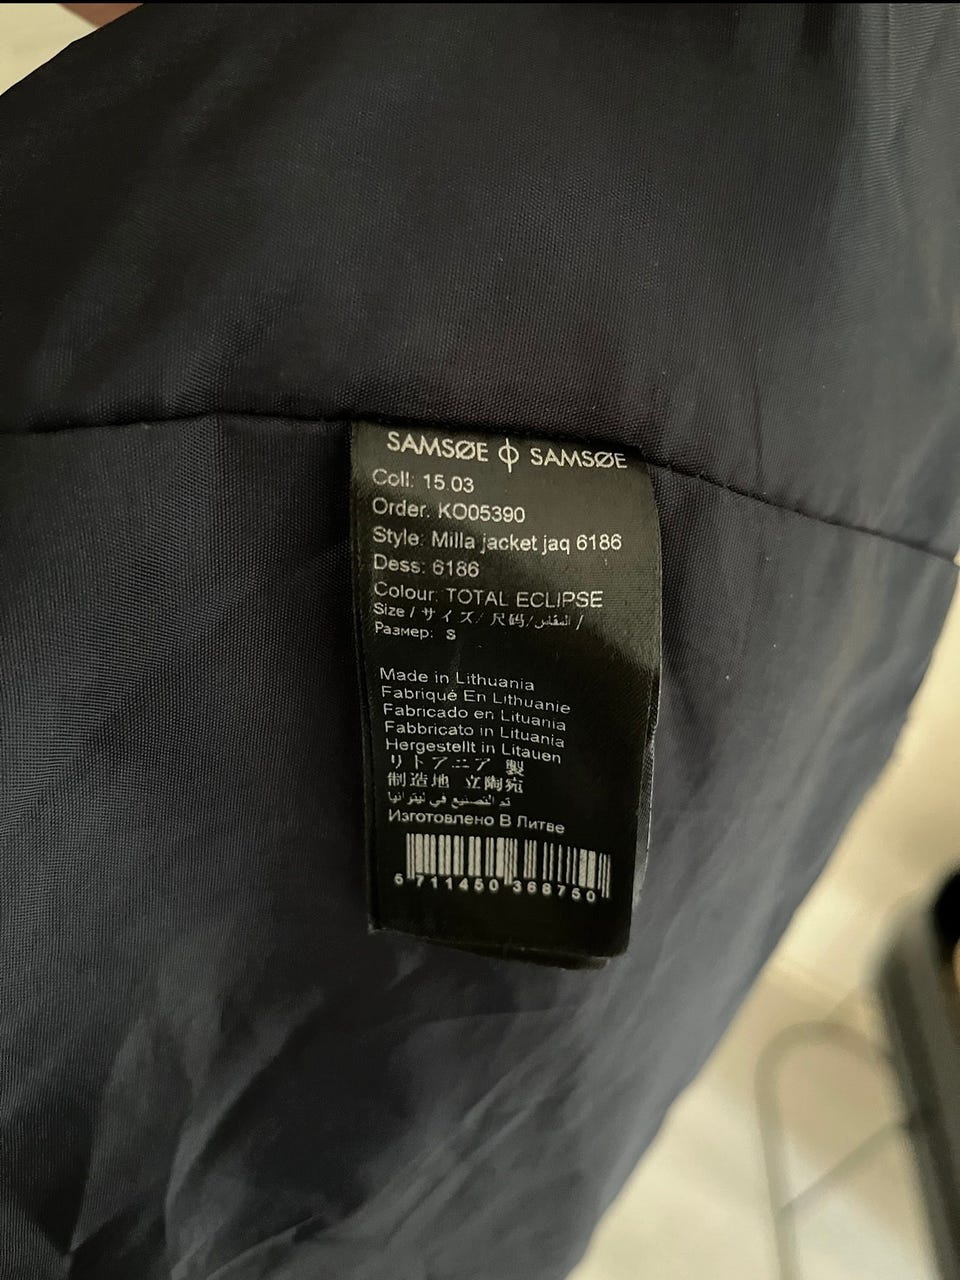 SAMSØE ɸ SAMSØE
Coll: 15.03
Order: KO05390
Style: Milla jacket jaq 6186
Dess: 6186
Colour: TOTAL ECLIPSE
Size / サイズ/ 尺码/ المقاس /
Размер: S
Made in Lithuania
Fabriqué En Lithuanie
Fabricado en Lituania
Fabbricato in Lituania
Hergestellt in Litauen
リトアニア 製
制造地 立陶宛
تم التصنيع في ليتوانيا
Изготовлено В Литве
5 711450 368750